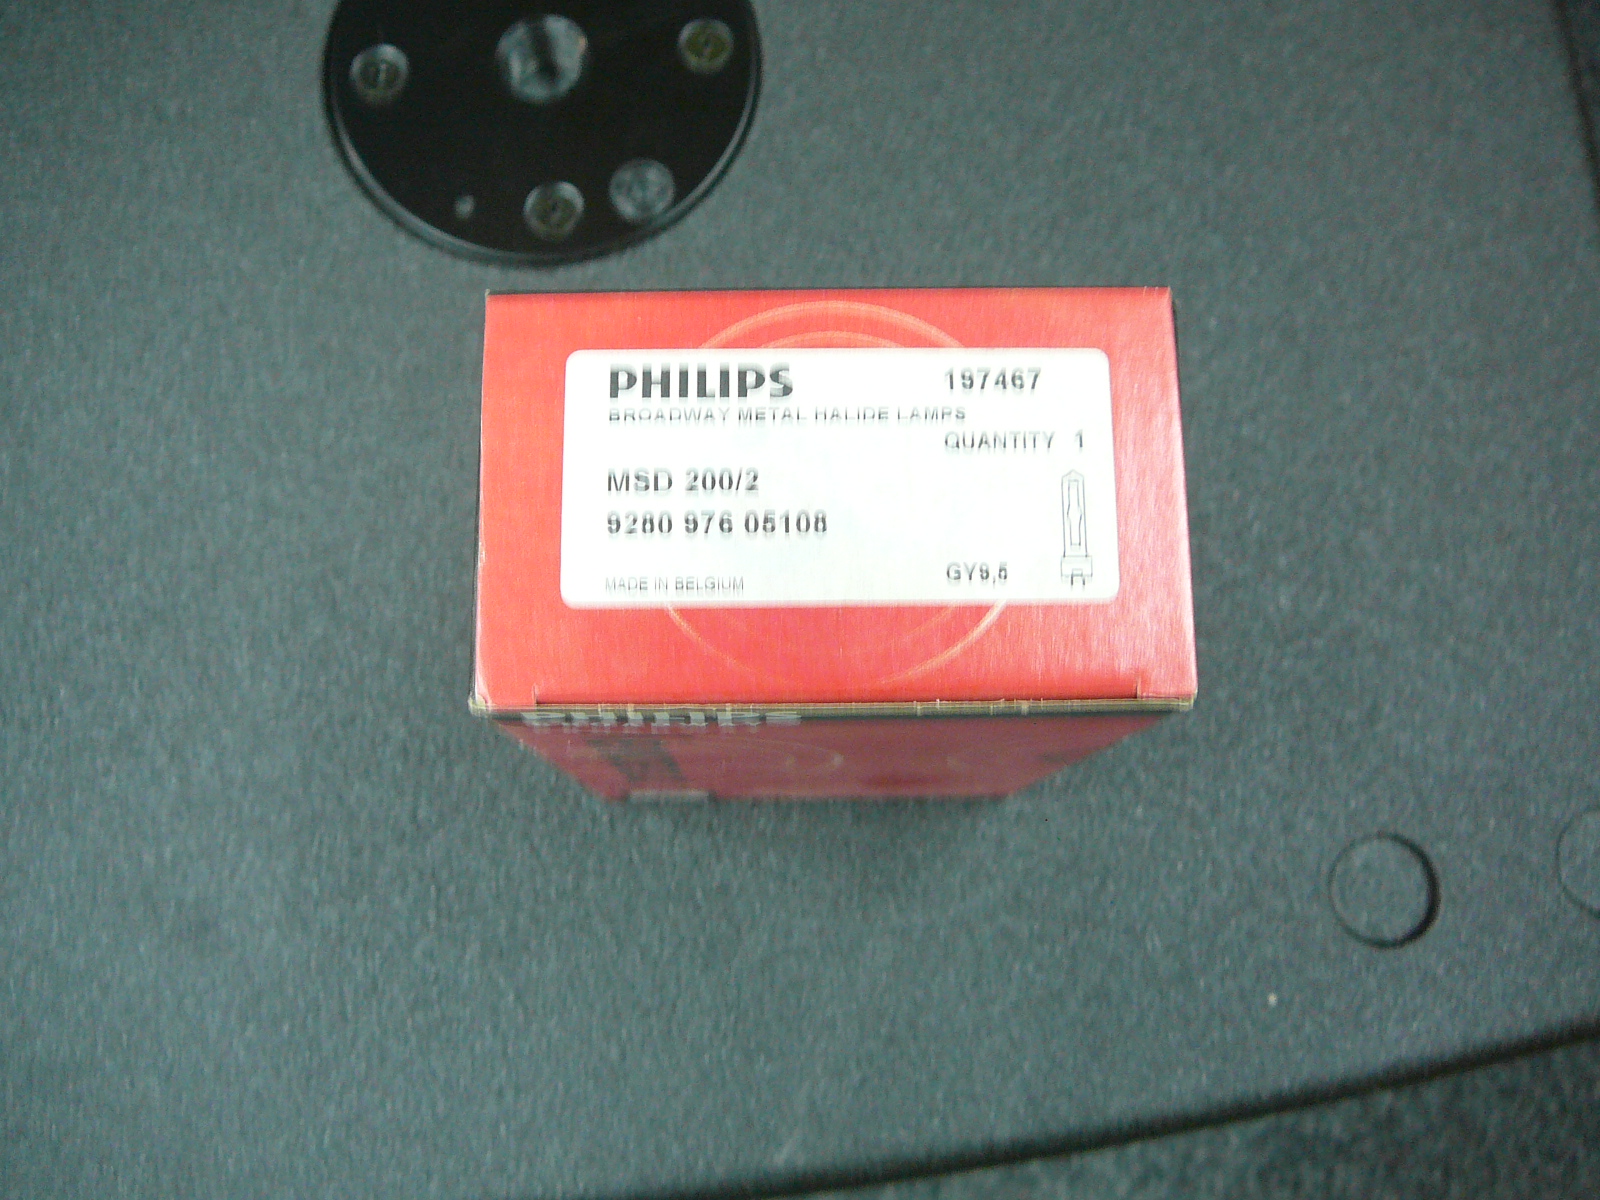 PHILIPS 197467
BROADWAY METAL HALIDE LAMPS
QUANTITY 1
MSD 200/2
9280 976 05108
MADE IN BELGIUM GY9,5
PHILIPS